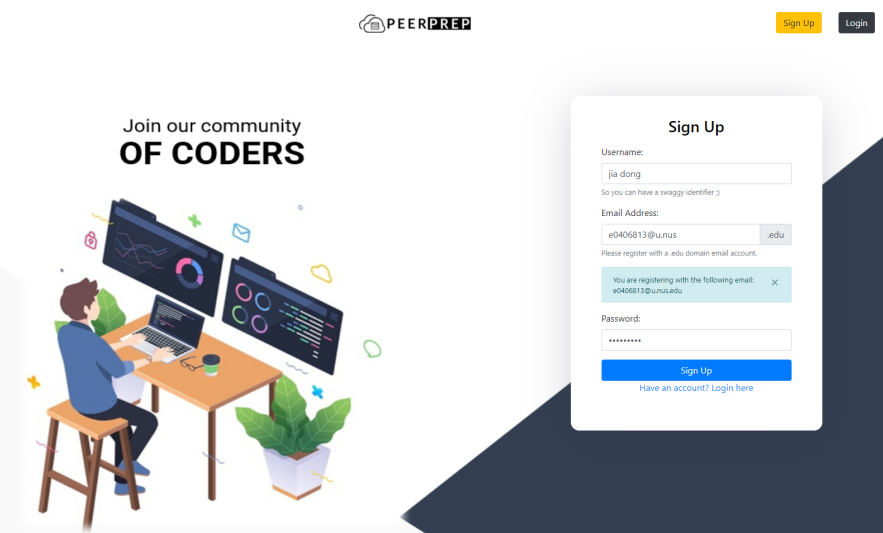 PEERPREP
Sign Up
Login
Join our community
OF CODERS
Sign Up
Username:
jia dong
So you can have a swaggy identifier ;)
Email Address:
e0406813@u.nus
.edu
Please register with a .edu domain email account.
You are registering with the following email:
e0406813@u.nus.edu
×
Password:
•••••••••
Sign Up
Have an account? Login here